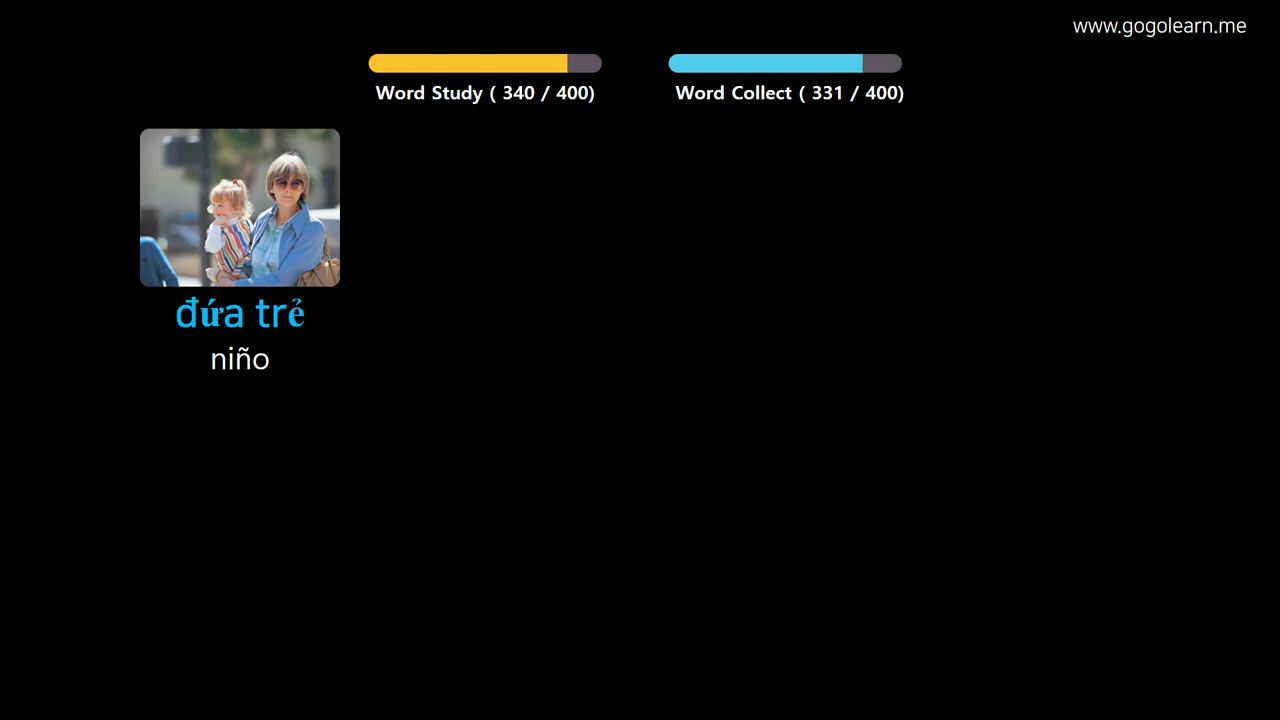 www.gogolearn.me
Word Study ( 340 / 400)
Word Collect ( 331 / 400)
đứa trẻ
niño